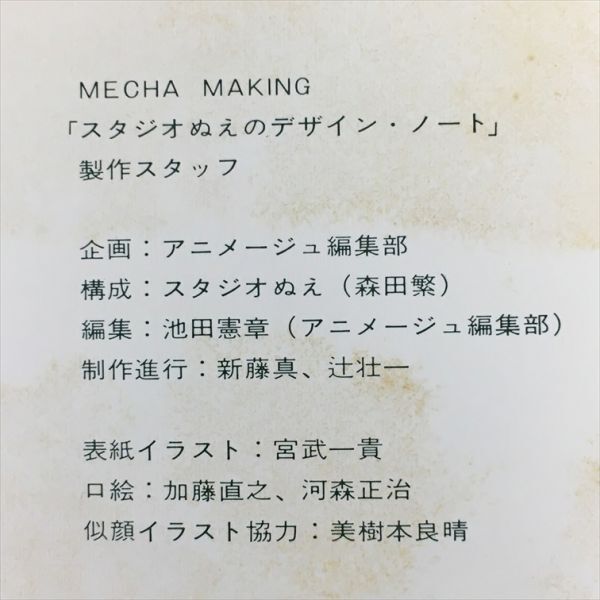 MECHA MAKING
「スタジオぬえのデザイン・ノート」
製作スタッフ
企画：アニメージュ編集部
構成：スタジオぬえ（森田繁）
編集：池田憲章（アニメージュ編集部）
制作進行：新藤真、辻壮一
表紙イラスト：宮武一貴
口絵：加藤直之、河森正治
似顔イラスト協力：美樹本良晴